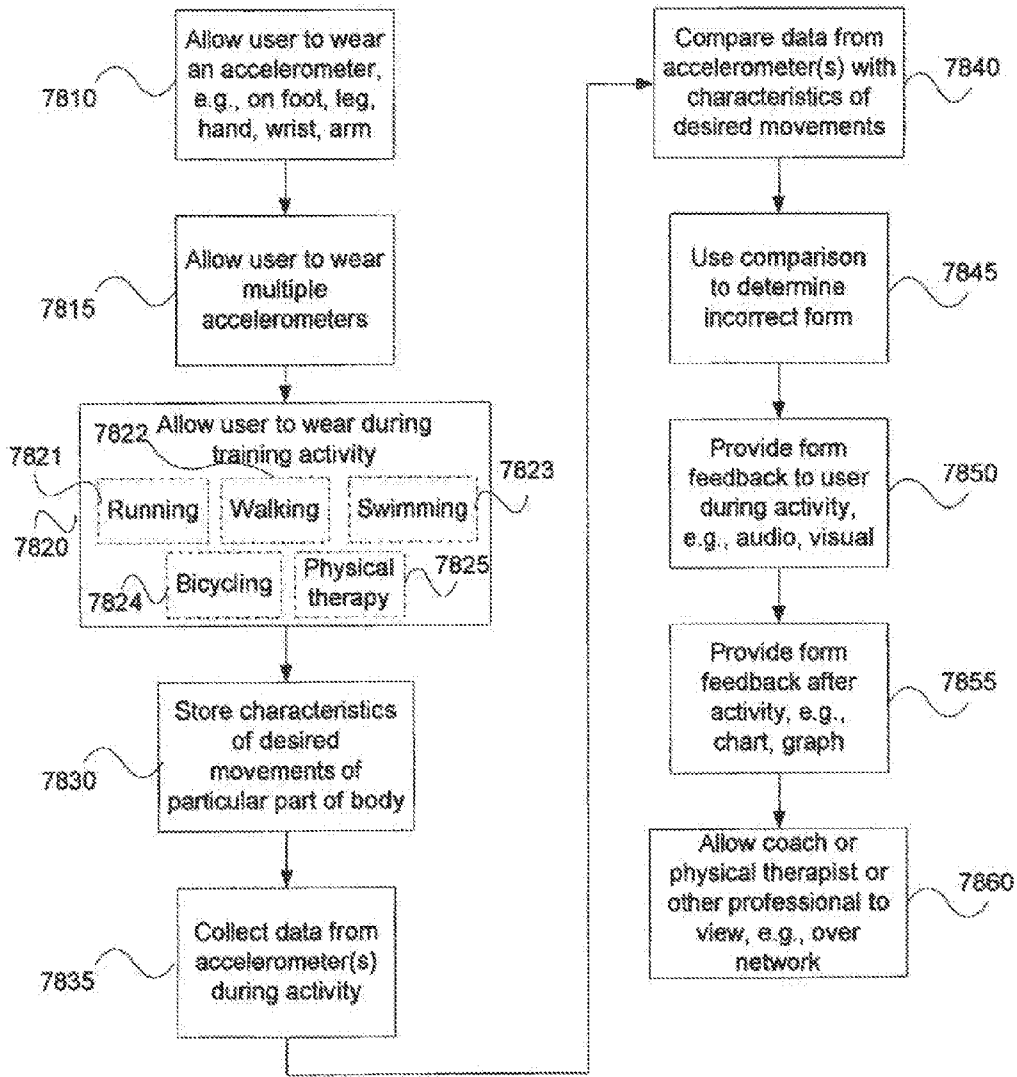 Allow user to wear
an accelerometer,
e.g., on foot, leg,
hand, wrist, arm
7810
Allow user to wear
multiple
accelerometers
7815
Allow user to wear during
training activity
7822
7821
7823
Running
Walking
Swimming
7820
Bicycling
Physical
therapy
7825
7824
Store characteristics
of desired
movements of
particular part of body
7830
Collect data from
accelerometer(s)
during activity
7835
Compare data from
accelerometer(s) with
characteristics of
desired movements
7840
Use comparison
to determine
incorrect form
7845
Provide form
feedback to user
during activity,
e.g., audio, visual
7850
Provide form
feedback after
activity, e.g.,
chart, graph
7855
Allow coach or
physical therapist or
other professional to
view, e.g., over
network
7860